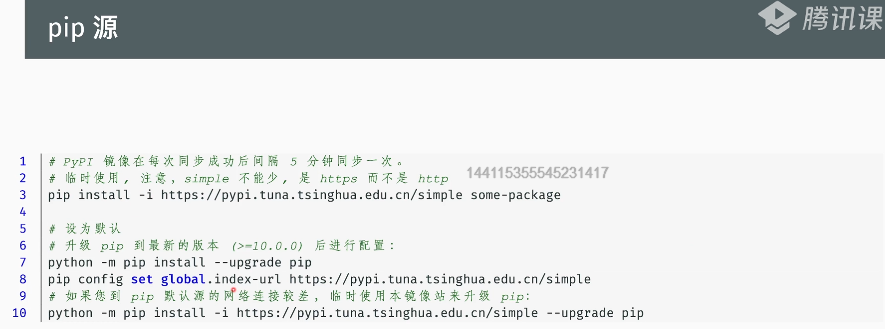 pip 源
腾讯课
1 # PyPI 镜像在每次同步成功后间隔 5 分钟同步一次。
2 # 临时使用, 注意, simple 不能少, 是 https 而不是 http
144115355545231417
3 pip install -i https://pypi.tuna.tsinghua.edu.cn/simple some-package
4
5 # 设为默认
6 # 升级 pip 到最新的版本 (>=10.0.0) 后进行配置:
7 python -m pip install --upgrade pip
8 pip config set global.index-url https://pypi.tuna.tsinghua.edu.cn/simple
9 # 如果您到 pip 默认源的网络连接较差, 临时使用本镜像站来升级 pip:
10 python -m pip install -i https://pypi.tuna.tsinghua.edu.cn/simple --upgrade pip